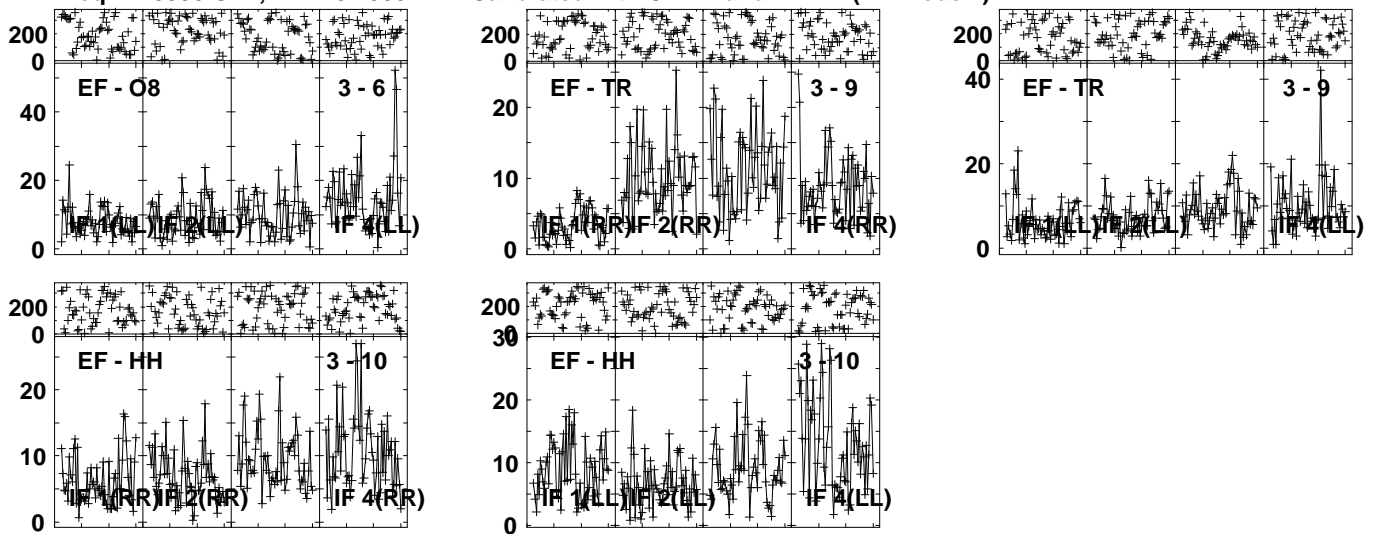 200
0
EF - O8 3 - 6
40
20
0
IF 1(LL) IF 2(LL) IF 4(LL)
200
0
EF - TR 3 - 9
20
10
0
IF 1(RR) IF 2(RR) IF 4(RR)
200
0
40
EF - TR 3 - 9
20
0
IF 1(LL) IF 2(LL) IF 4(LL)
200
0
EF - HH 3 - 10
20
10
0
IF 1(RR) IF 2(RR) IF 4(RR)
200
0
30
EF - HH 3 - 10
20
10
0
IF 1(LL) IF 2(LL) IF 4(LL)